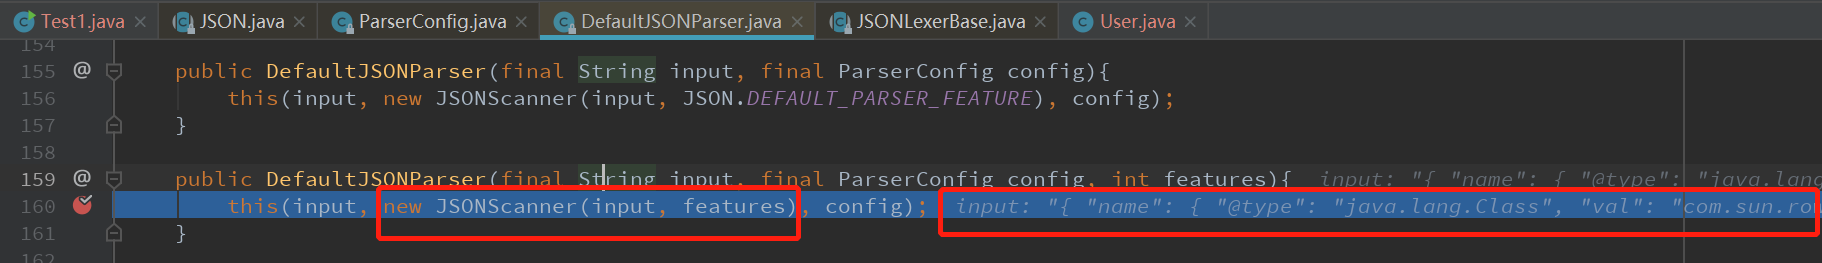 Test1.java JSON.java ParserConfig.java DefaultJSONParser.java JSONLexerBase.java User.java
154
155 @ public DefaultJSONParser(final String input, final ParserConfig config){
156 this(input, new JSONScanner(input, JSON.DEFAULT_PARSER_FEATURE), config);
157 }
158
159 @ public DefaultJSONParser(final String input, final ParserConfig config, int features){ input: "{ "name": { "@type": "java.lang
160 this(input, new JSONScanner(input, features), config); input: "{ "name": { "@type": "java.lang.Class", "val": "com.sun.row
161 }
162